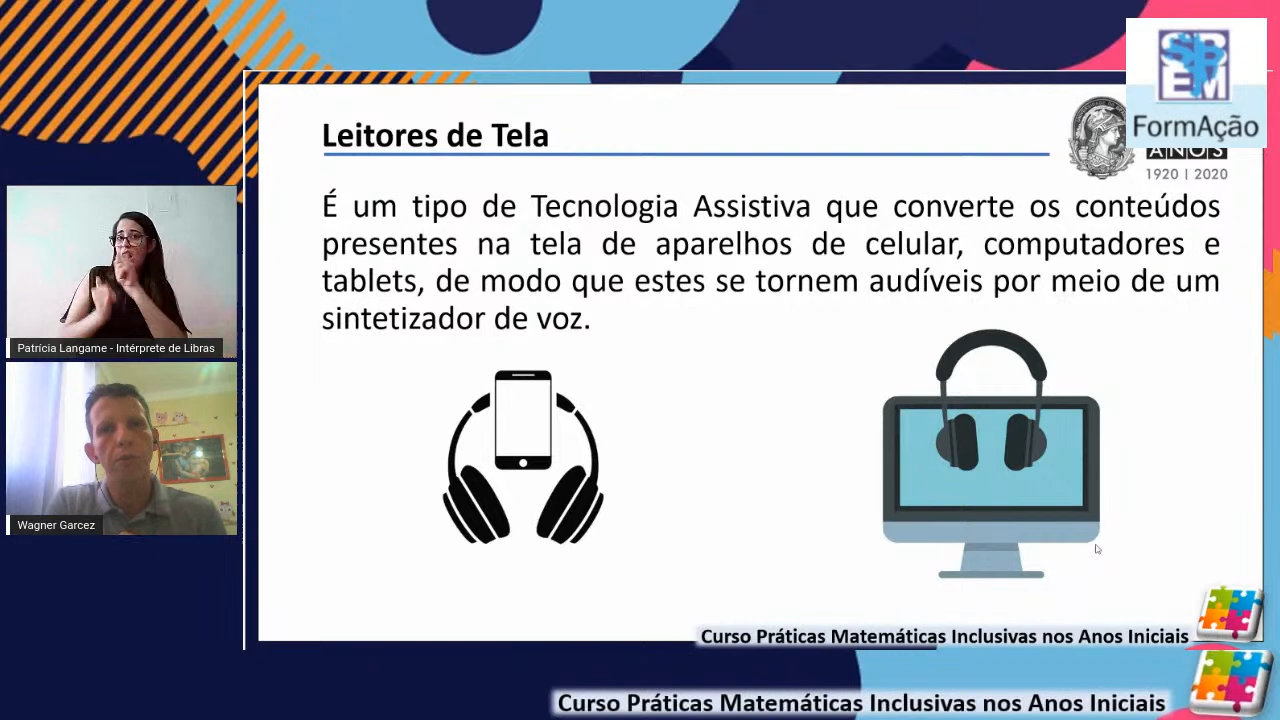 SBEM
FormAção
Leitores de Tela
ANOS
1920 | 2020
É um tipo de Tecnologia Assistiva que converte os conteúdos
presentes na tela de aparelhos de celular, computadores e
tablets, de modo que estes se tornem audíveis por meio de um
sintetizador de voz.
Patrícia Langame - Intérprete de Libras
Wagner Garcez
Curso Práticas Matemáticas Inclusivas nos Anos Iniciais
Curso Práticas Matemáticas Inclusivas nos Anos Iniciais